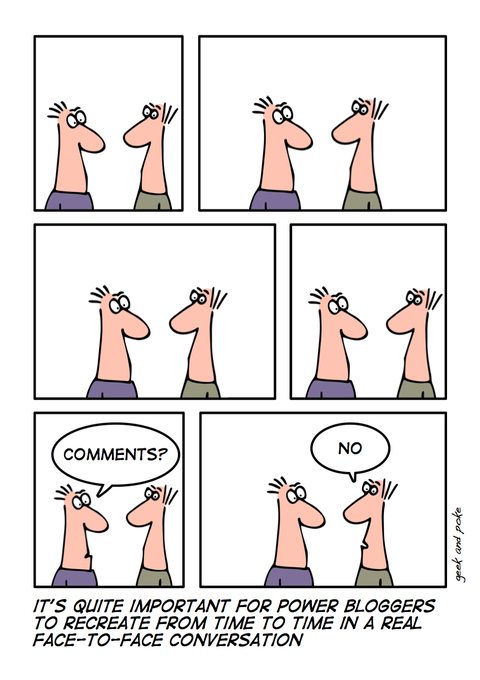 COMMENTS?
NO
geek and poke
IT'S QUITE IMPORTANT FOR POWER BLOGGERS
TO RECREATE FROM TIME TO TIME IN A REAL
FACE-TO-FACE CONVERSATION